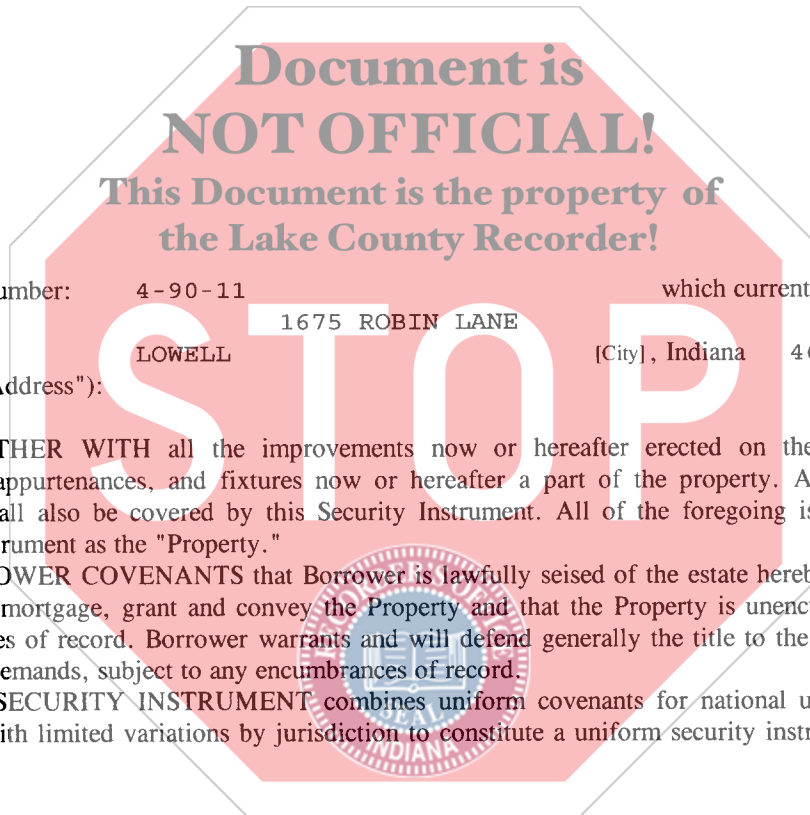 Document is
NOT OFFICIAL!
This Document is the property of
the Lake County Recorder!
umber: 4-90-11 which current
1675 ROBIN LANE
LOWELL [City], Indiana 4
Address"):
STOP
THER WITH all the improvements now or hereafter erected on the
appurtenances, and fixtures now or hereafter a part of the property. A
all also be covered by this Security Instrument. All of the foregoing is
rument as the "Property."
OWER COVENANTS that Borrower is lawfully seised of the estate hereb
mortgage, grant and convey the Property and that the Property is unenc
es of record. Borrower warrants and will defend generally the title to the
emands, subject to any encumbrances of record.
SECURITY INSTRUMENT combines uniform covenants for national u
ith limited variations by jurisdiction to constitute a uniform security instr
RECORDER'S OFFICE
SEAL
INDIANA